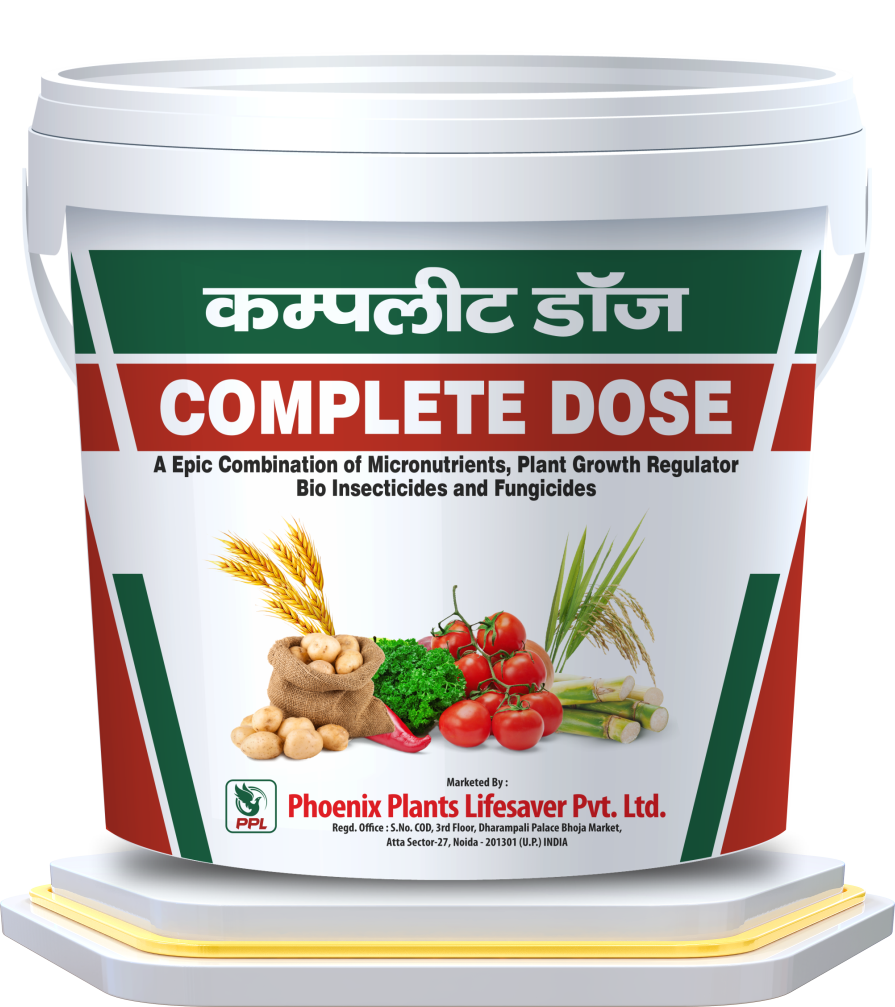 कम्पलीट डॉज
COMPLETE DOSE
A Epic Combination of Micronutrients, Plant Growth Regulator
Bio Insecticides and Fungicides
Marketed By :
PPL
Phoenix Plants Lifesaver Pvt. Ltd.
Regd. Office : S.No. COD, 3rd Floor, Dharampali Palace Bhoja Market,
Atta Sector-27, Noida - 201301 (U.P.) INDIA